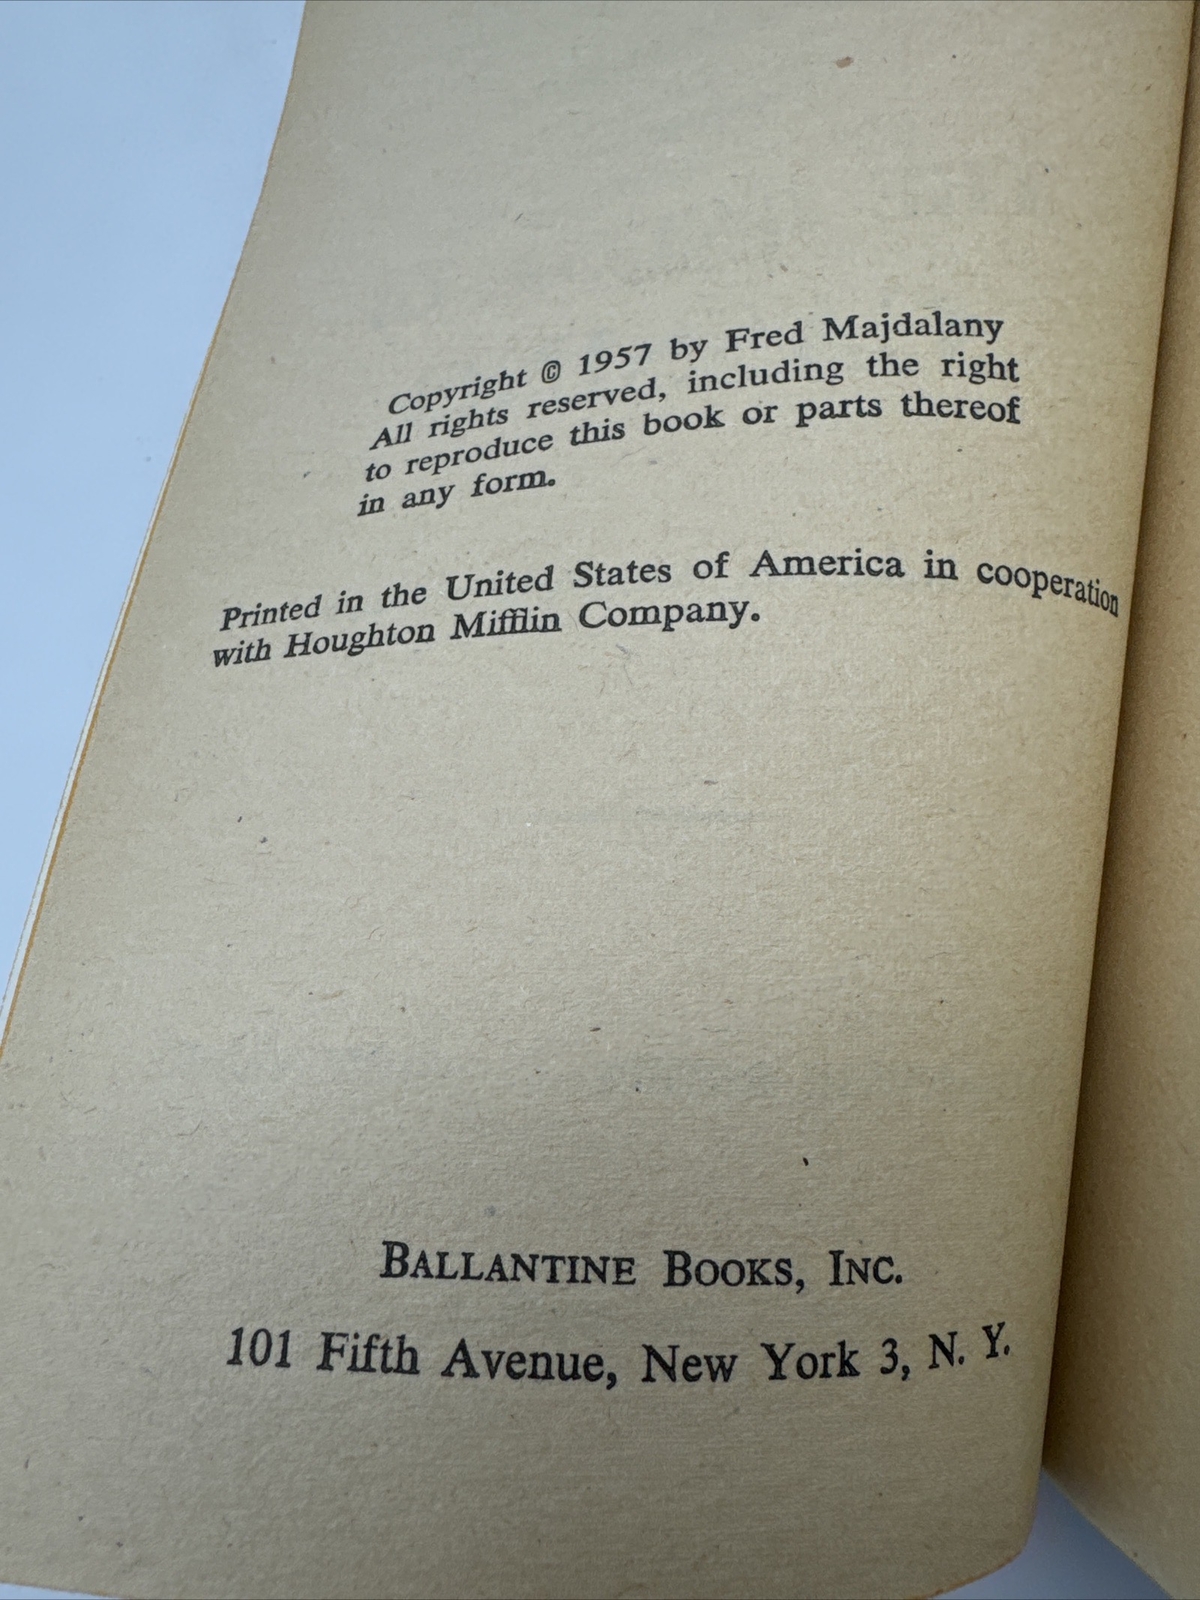 Copyright © 1957 by Fred Majdalany
All rights reserved, including the right
to reproduce this book or parts thereof
in any form.
Printed in the United States of America in cooperation
with Houghton Mifflin Company.
BALLANTINE BOOKS, INC.
101 Fifth Avenue, New York 3, N. Y.